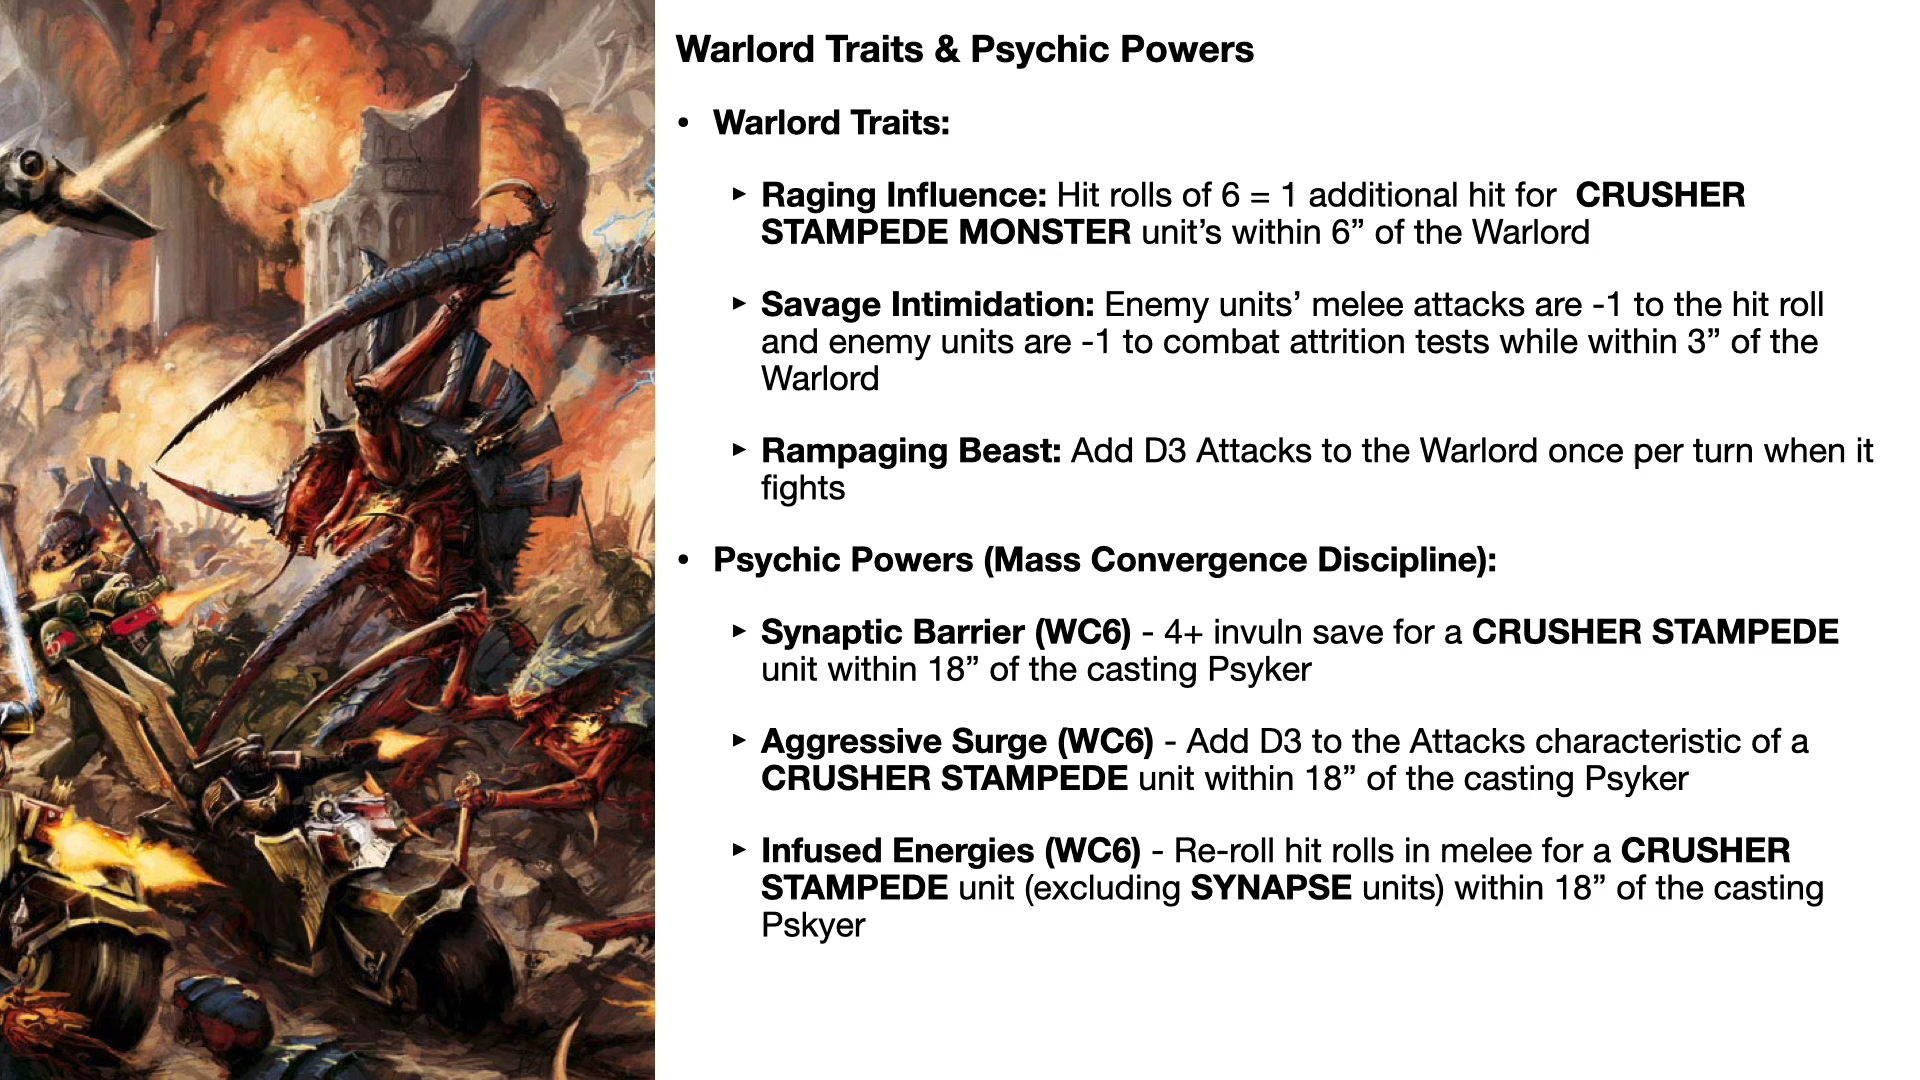 Warlord Traits & Psychic Powers
• Warlord Traits:
‣ Raging Influence: Hit rolls of 6 = 1 additional hit for  CRUSHER
STAMPEDE MONSTER unit’s within 6” of the Warlord
‣ Savage Intimidation: Enemy units’ melee attacks are -1 to the hit roll
and enemy units are -1 to combat attrition tests while within 3” of the
Warlord
‣ Rampaging Beast: Add D3 Attacks to the Warlord once per turn when it
fights
• Psychic Powers (Mass Convergence Discipline):
‣ Synaptic Barrier (WC6) - 4+ invuln save for a CRUSHER STAMPEDE
unit within 18” of the casting Psyker
‣ Aggressive Surge (WC6) - Add D3 to the Attacks characteristic of a
CRUSHER STAMPEDE unit within 18” of the casting Psyker
‣ Infused Energies (WC6) - Re-roll hit rolls in melee for a CRUSHER
STAMPEDE unit (excluding SYNAPSE units) within 18” of the casting
Pskyer